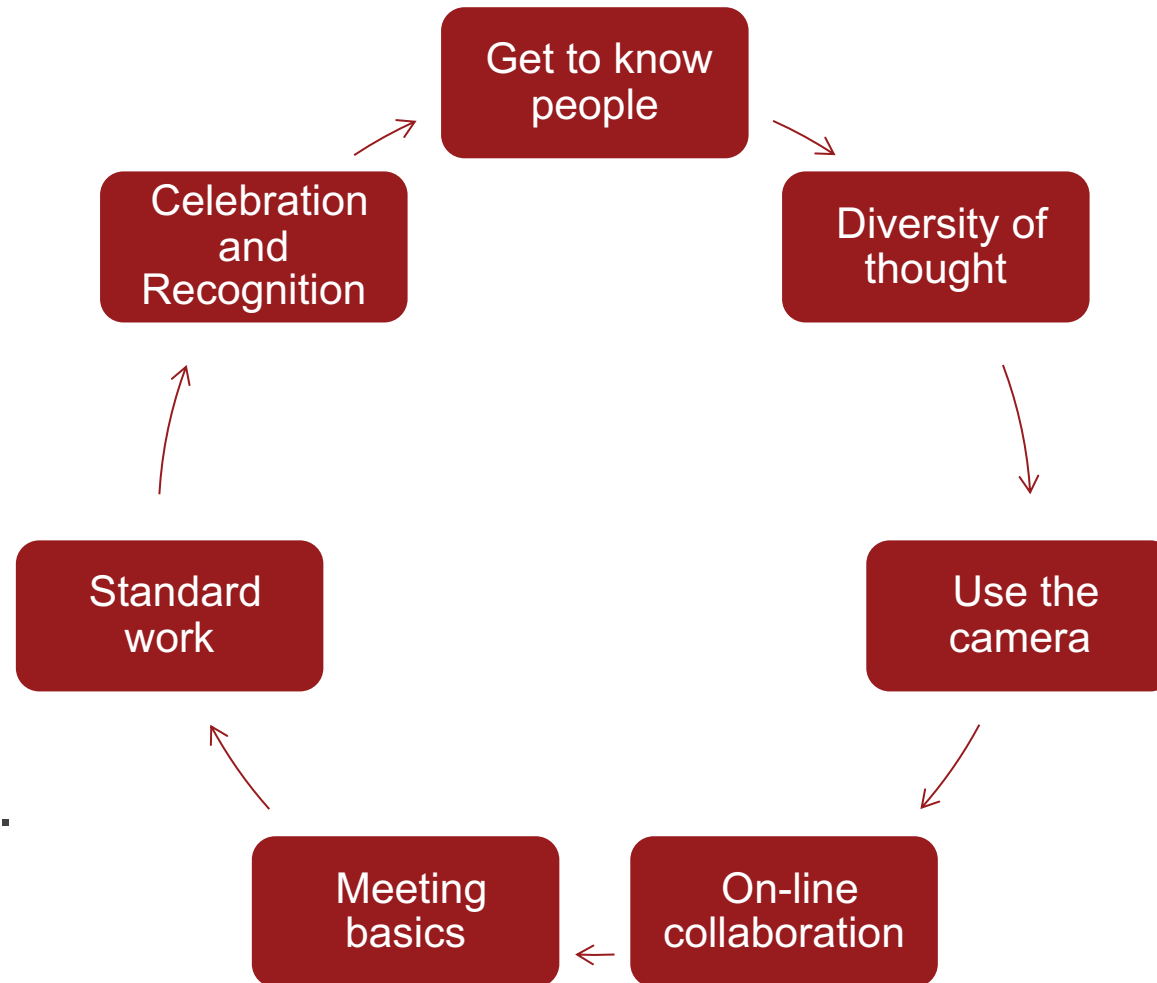 Get to know
people
Diversity of
thought
Use the
camera
On-line
collaboration
Meeting
basics
Standard
work
Celebration
and
Recognition